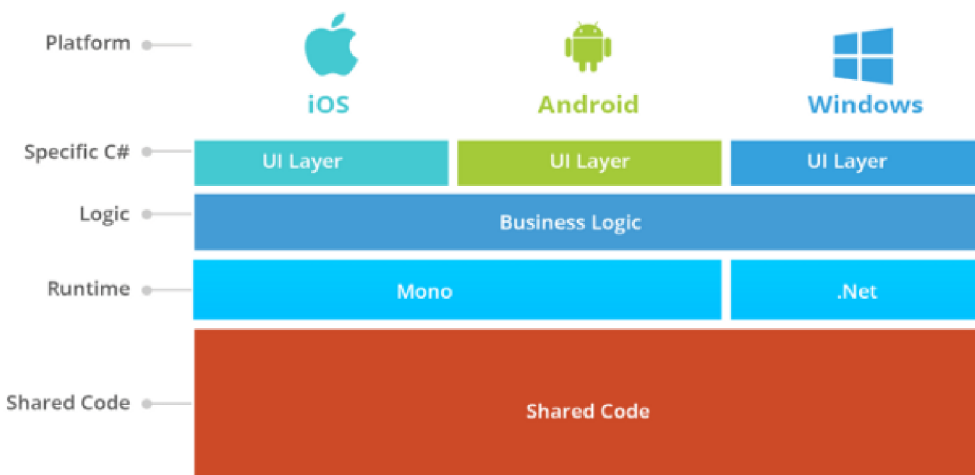 Platform
iOS Android Windows
Specific C# UI Layer UI Layer UI Layer
Logic Business Logic
Runtime Mono .Net
Shared Code Shared Code